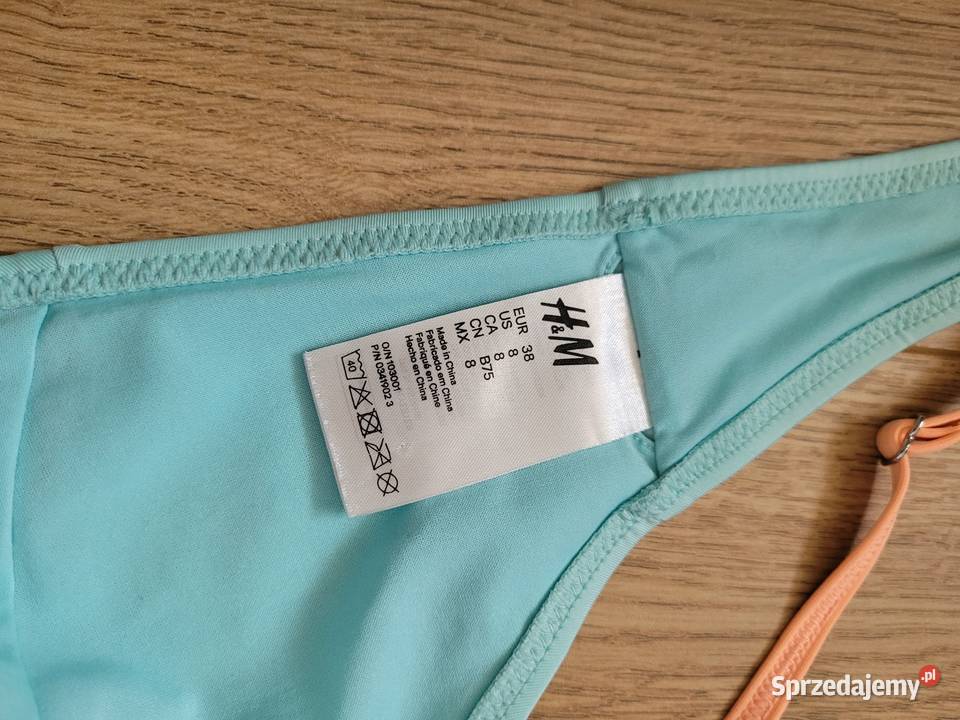 H&M
EUR 38
US 8
CA 8
CN B75
MX 8
Made in China
Fabricado em China
Fabriqué en Chine
Hecho en China
O/N 103001
P/N 0341902 3
40
Sprzedajemy.pl